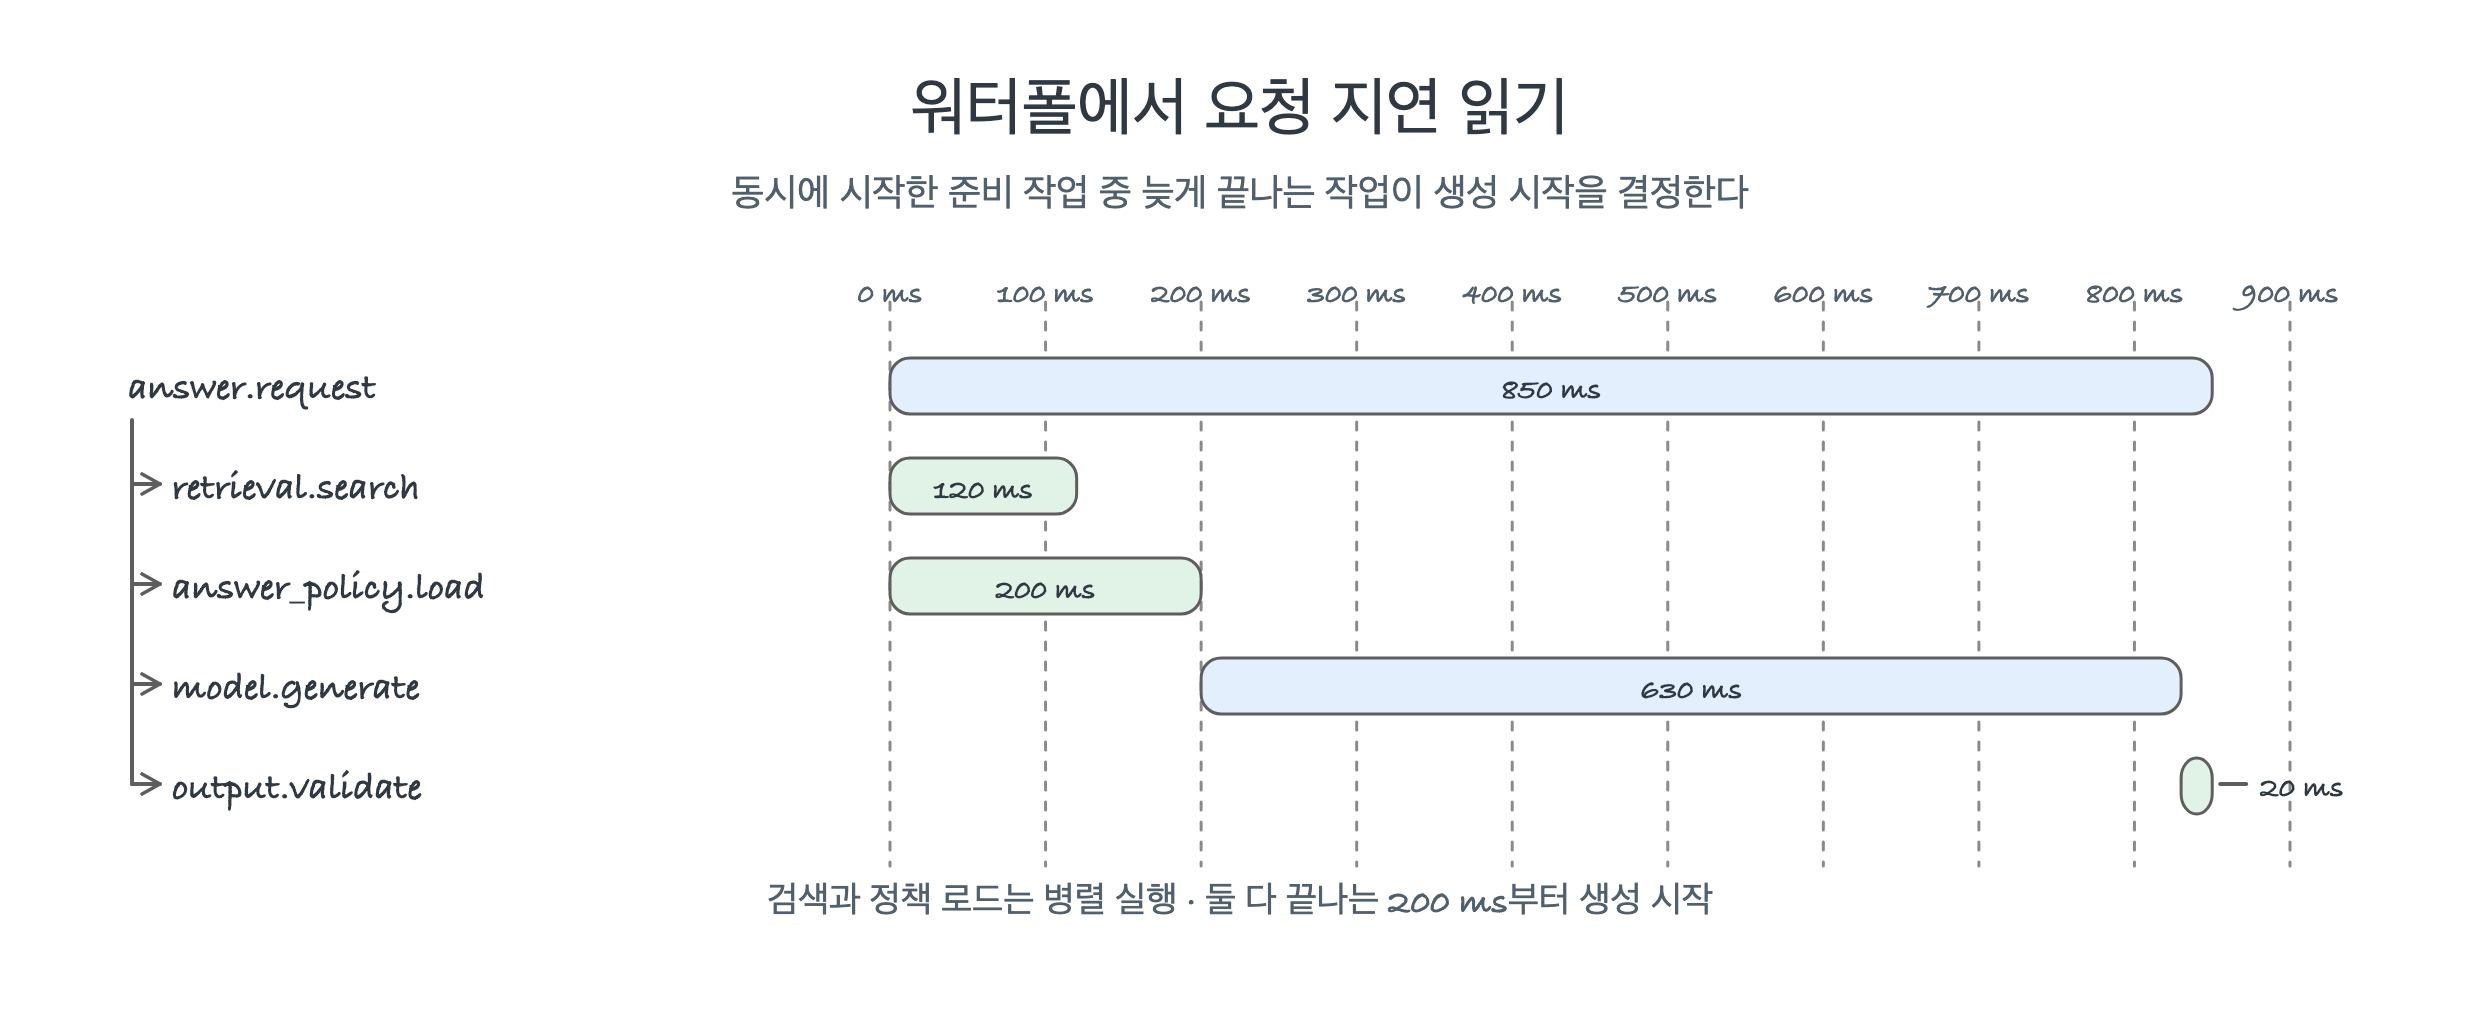 워터폴에서 요청 지연 읽기
동시에 시작한 준비 작업 중 늦게 끝나는 작업이 생성 시작을 결정한다
0 ms 100 ms 200 ms 300 ms 400 ms 500 ms 600 ms 700 ms 800 ms 900 ms
answer.request 850 ms
retrieval.search 120 ms
answer_policy.load 200 ms
model.generate 630 ms
output.validate 20 ms
검색과 정책 로드는 병렬 실행 · 둘 다 끝나는 200 ms부터 생성 시작